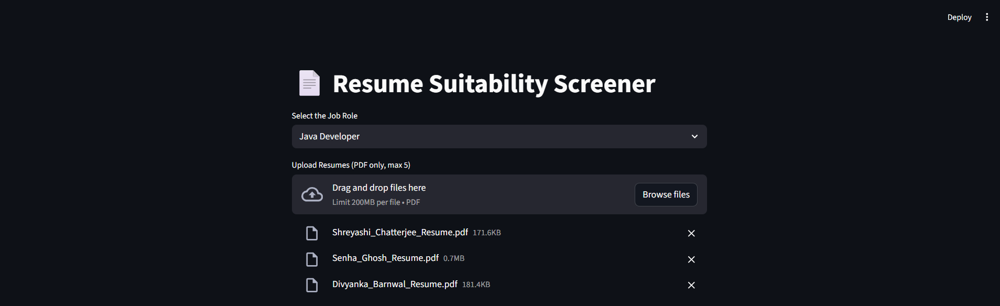 Deploy
Resume Suitability Screener
Select the Job Role
Java Developer
Upload Resumes (PDF only, max 5)
Drag and drop files here
Limit 200MB per file • PDF
Browse files
Shreyashi_Chatterjee_Resume.pdf 171.6KB
Senha_Ghosh_Resume.pdf 0.7MB
Divyanka_Barnwal_Resume.pdf 181.4KB